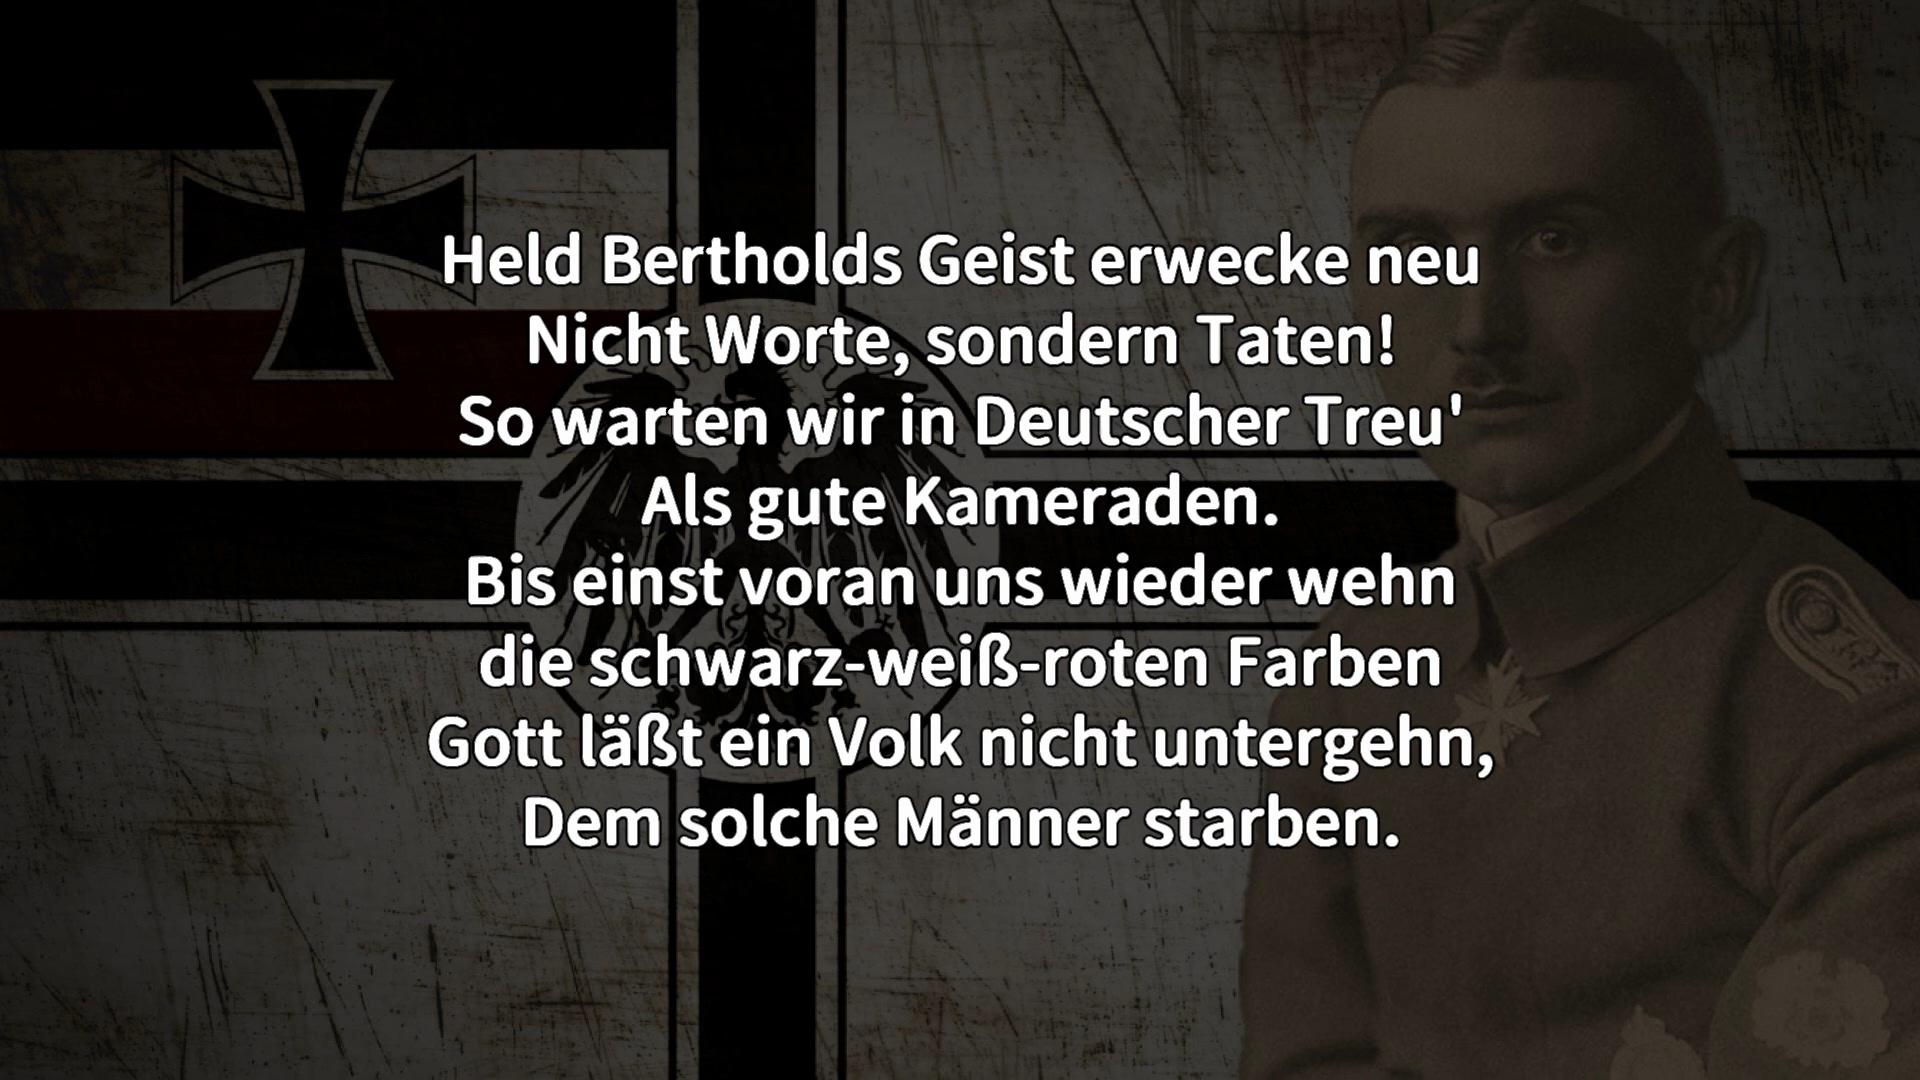 Held Bertholds Geist erwecke neu
Nicht Worte, sondern Taten!
So warten wir in Deutscher Treu'
Als gute Kameraden.
Bis einst voran uns wieder wehn
die schwarz-weiß-roten Farben
Gott läßt ein Volk nicht untergehn,
Dem solche Männer starben.